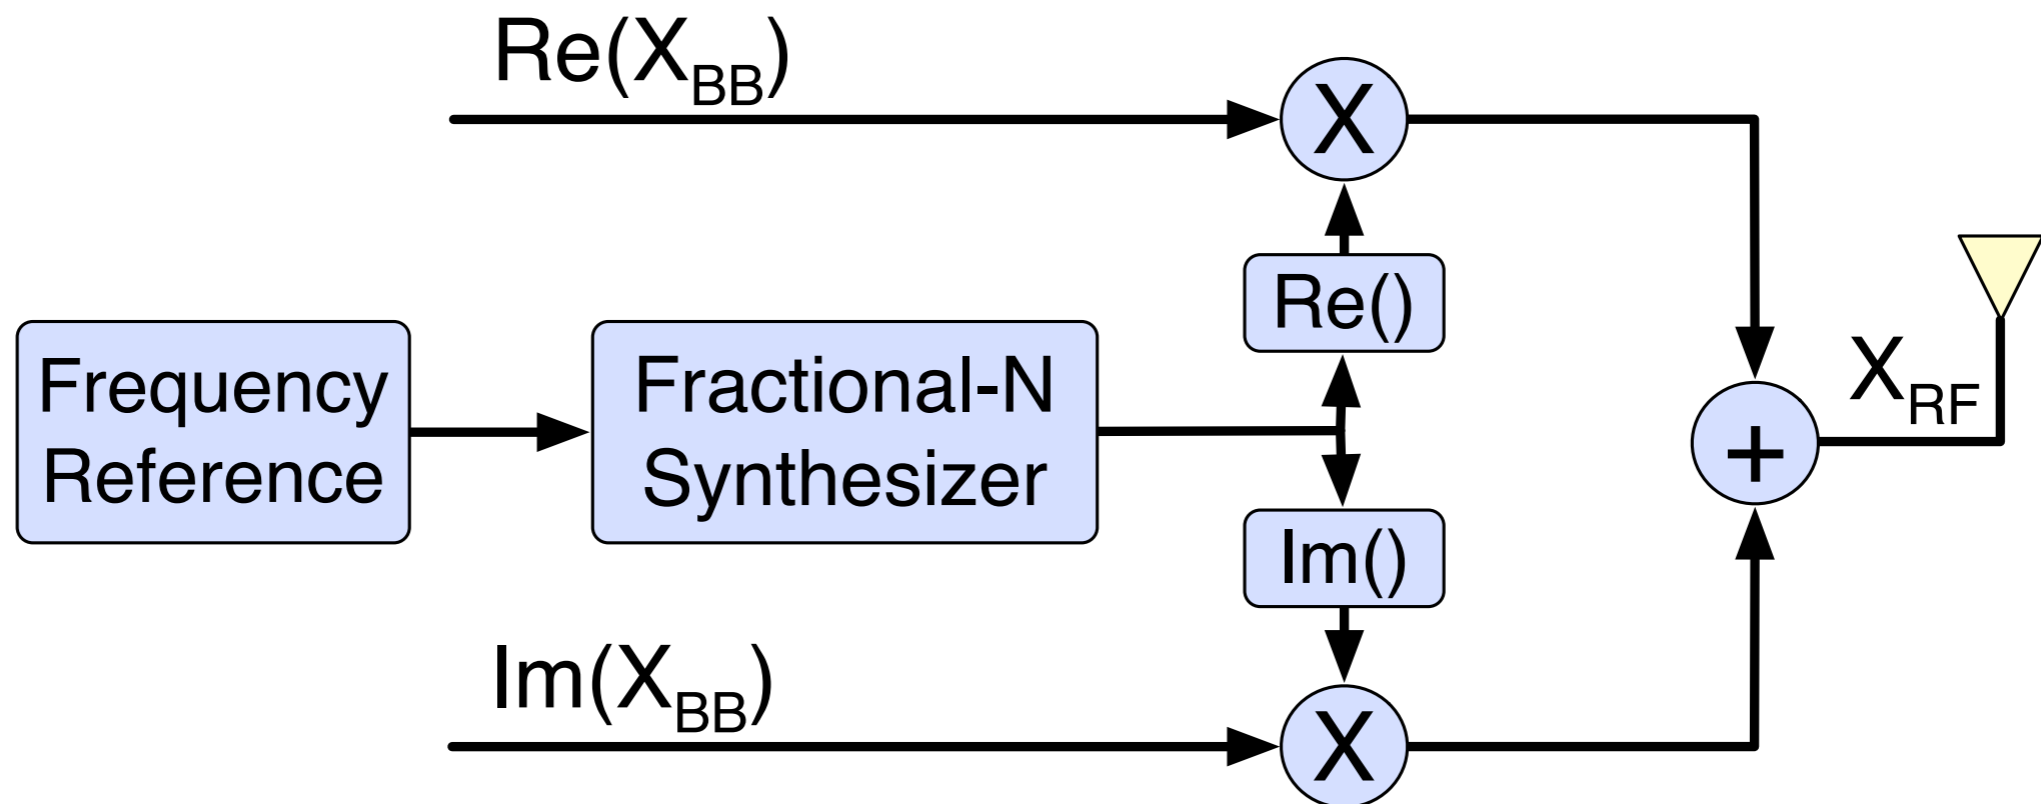 Re(X_BB)
X
Re()
Frequency
Reference
Fractional-N
Synthesizer
X_RF
+
Im()
Im(X_BB)
X